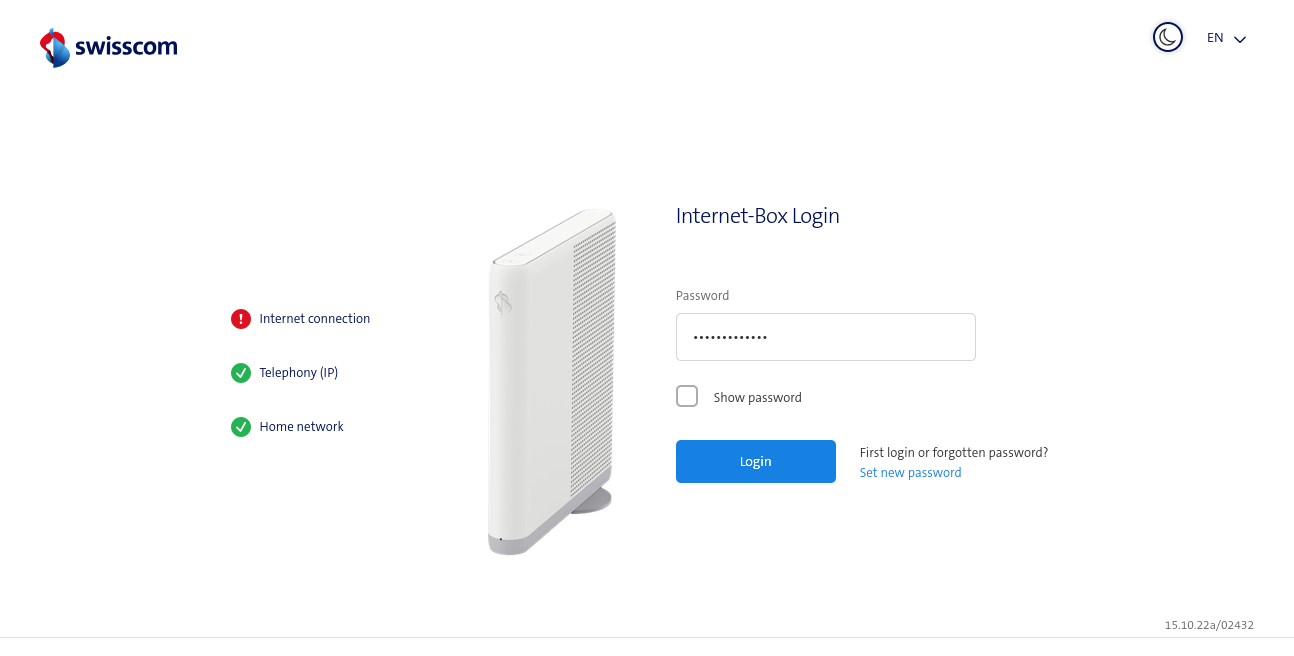 swisscom
EN
Internet-Box Login
Password
•••••••••••••
Show password
Login
First login or forgotten password?
Set new password
Internet connection
Telephony (IP)
Home network
15.10.22a/02432